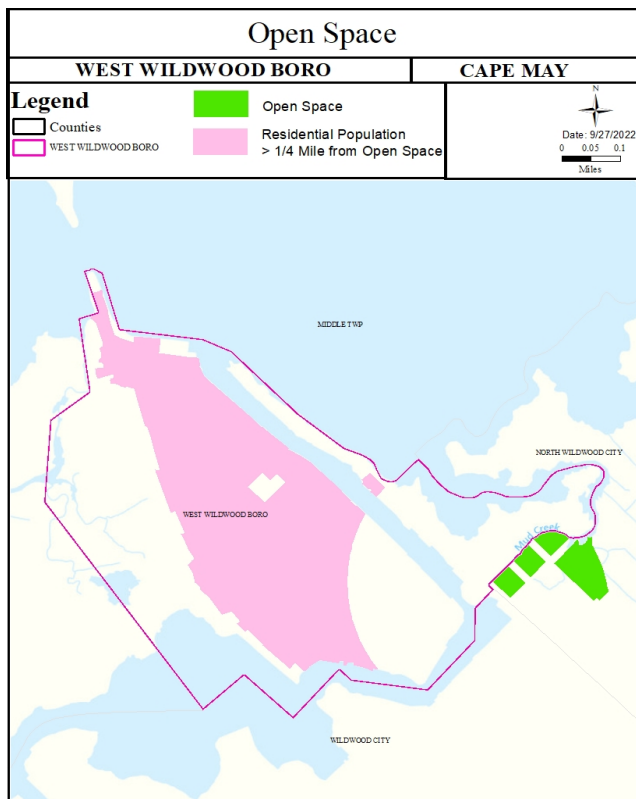 Open Space
WEST WILDWOOD BORO
CAPE MAY
Legend
Counties
WEST WILDWOOD BORO
Open Space
Residential Population
> 1/4 Mile from Open Space
N
Date: 9/27/2022
0 0.05 0.1
Miles
MIDDLE TWP
NORTH WILDWOOD CITY
WEST WILDWOOD BORO
Mud Creek
WILDWOOD CITY